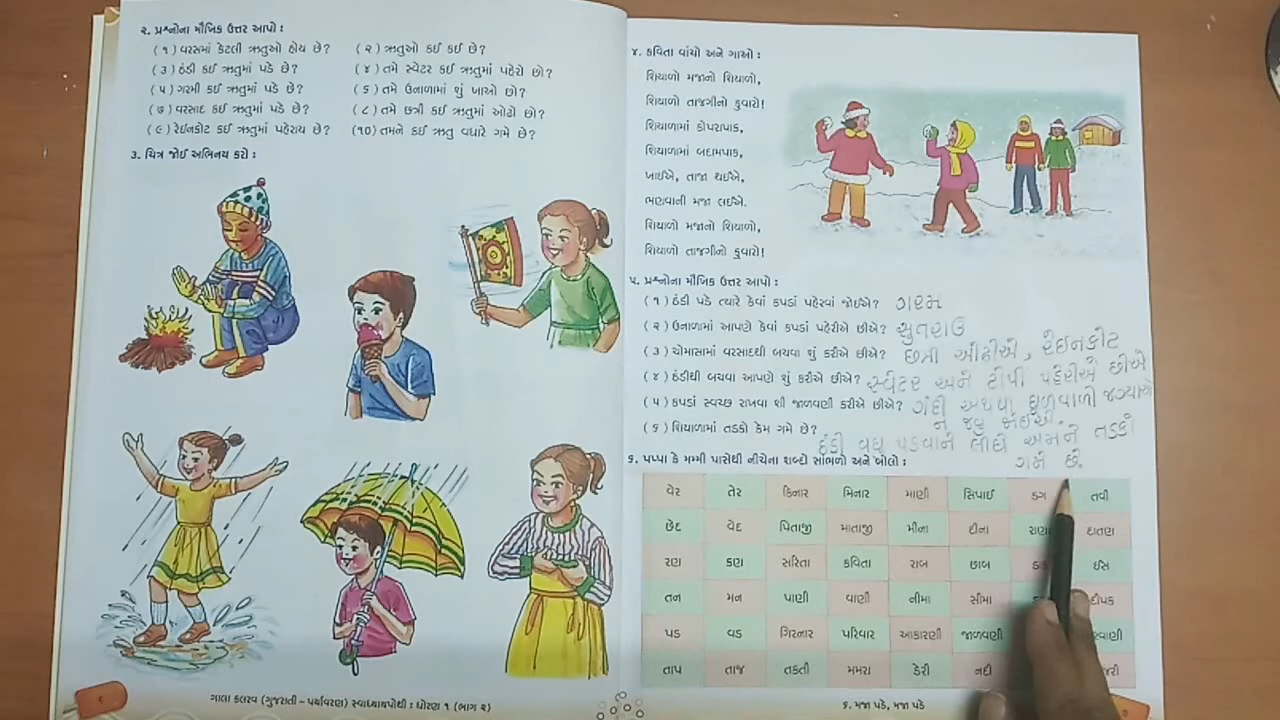 ૨. પ્રશ્નોના મૌખિક ઉત્તર આપો :
(૧) વરસમાં કેટલી ઋતુઓ હોય છે? (૨) ઋતુઓ કઈ કઈ છે?
(૩) ઠંડી કઈ ઋતુમાં પડે છે? (૪) તમે સ્વેટર કઈ ઋતુમાં પહેરો છો?
(૫) ગરમી કઈ ઋતુમાં પડે છે? (૬) તમે ઉનાળામાં શું ખાઓ છો?
(૭) વરસાદ કઈ ઋતુમાં પડે છે? (૮) તમે છત્રી કઈ ઋતુમાં ઓઢો છો?
(૯) રેઇનકોટ કઈ ઋતુમાં પહેરાય છે? (૧૦) તમને કઈ ઋતુ વધારે ગમે છે?
૩. ચિત્ર જોઈ અભિનય કરો :
ગાલા કલરવ (ગુજરાતી – પર્યાવરણ) સ્વાધ્યાયપોથી : ધોરણ ૧ (ભાગ ૨)
૪. કવિતા વાંચો અને ગાઓ :
શિયાળો મજાનો શિયાળો,
શિયાળો તાજગીનો ફુવારો!
શિયાળામાં કોપરાપાક,
શિયાળામાં બદામપાક,
ખાઈએ, તાજા થઈએ,
ભણવાની મજા લઈએ.
શિયાળો મજાનો શિયાળો,
શિયાળો તાજગીનો ફુવારો!
૫. પ્રશ્નોના મૌખિક ઉત્તર આપો :
(૧) ઠંડી પડે ત્યારે કેવાં કપડાં પહેરવાં જોઈએ? ગરમ
(૨) ઉનાળામાં આપણે કેવાં કપડાં પહેરીએ છીએ? સુતરાઉ
(૩) ચોમાસામાં વરસાદથી બચવા શું કરીએ છીએ? છત્રી ઓઢીએ, રેઇનકોટ
(૪) ઠંડીથી બચવા આપણે શું કરીએ છીએ? સ્વેટર અને ટોપી પહેરીએ છીએ
(૫) કપડાં સ્વચ્છ રાખવા શી જાળવણી કરીએ છીએ? ગંદી અથવા ધૂળવાળી જગ્યાએ
ન જવુ જોઈએ.
(૬) શિયાળામાં તડકો કેમ ગમે છે?
ઠંડી વધુ પડવાને લીધે અમને તડકો
ગમે છે.
૬. પપ્પા કે મમ્મી પાસેથી નીચેના શબ્દો સાંભળો અને બોલો :
વેર તેર કિનાર મિનાર માણી સિપાઈ ડગ તવી
છેદ વેદ પિતાજી માતાજી મીના દીના દાતણ
રણ કણ સરિતા કવિતા રાબ છાબ ઈસ
તન મન પાણી વાણી નીમા સીમા દીપક
પડ વડ ગિરનાર પરિવાર આકારણી જાળવણી
તાપ તાજ તકતી મમરા ડેરી નદી
૬. મજા પડે, મજા પડે